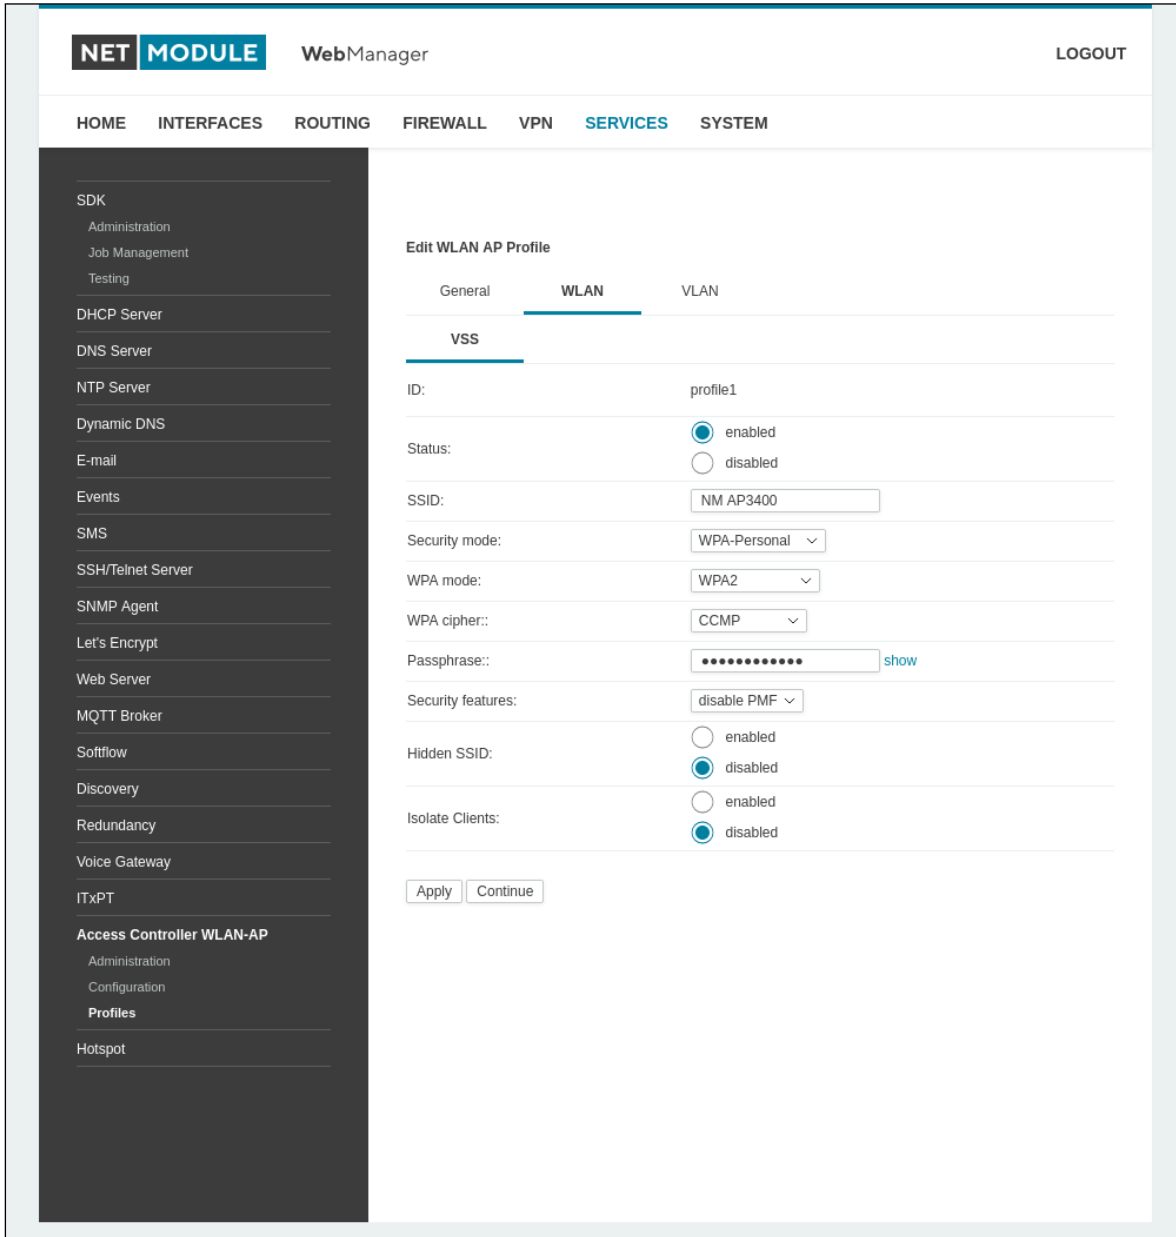 NET MODULE WebManager LOGOUT
HOME INTERFACES ROUTING FIREWALL VPN SERVICES SYSTEM
SDK
Administration
Job Management
Testing
DHCP Server
DNS Server
NTP Server
Dynamic DNS
E-mail
Events
SMS
SSH/Telnet Server
SNMP Agent
Let's Encrypt
Web Server
MQTT Broker
Softflow
Discovery
Redundancy
Voice Gateway
ITxPT
Access Controller WLAN-AP
Administration
Configuration
Profiles
Hotspot
Edit WLAN AP Profile
General WLAN VLAN
VSS
ID: profile1
Status: enabled
disabled
SSID: NM AP3400
Security mode: WPA-Personal
WPA mode: WPA2
WPA cipher:: CCMP
Passphrase:: ●●●●●●●●●●●● show
Security features: disable PMF
Hidden SSID: enabled
disabled
Isolate Clients: enabled
disabled
Apply Continue